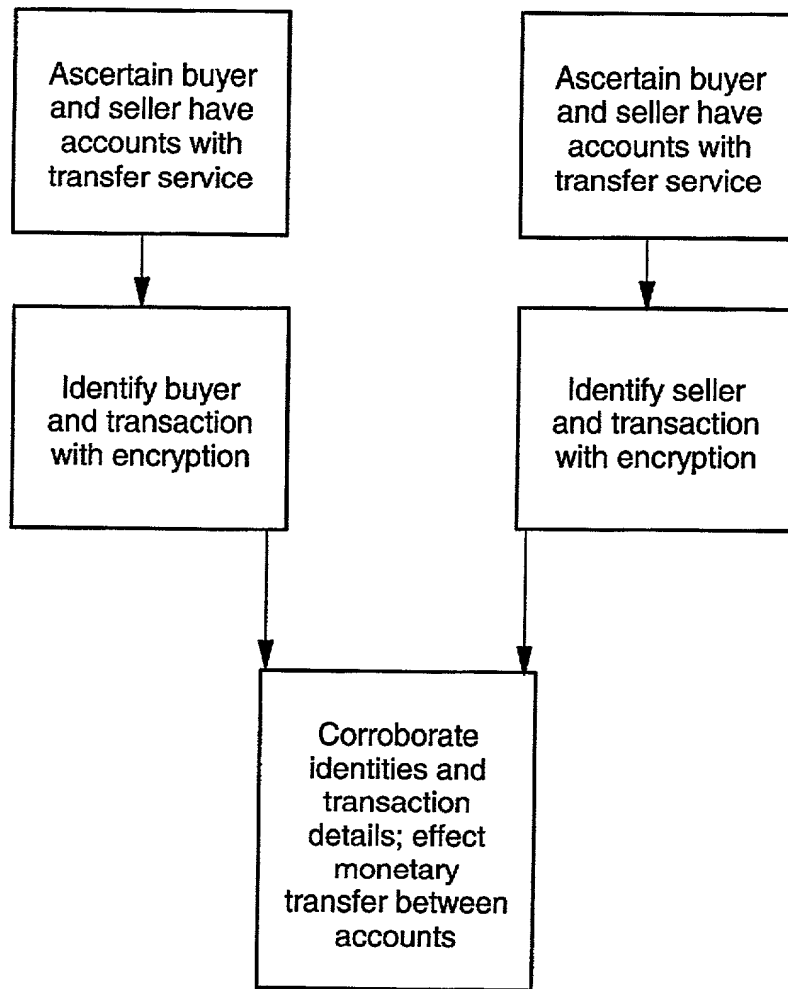 Ascertain buyer
and seller have
accounts with
transfer service
Ascertain buyer
and seller have
accounts with
transfer service
Identify buyer
and transaction
with encryption
Identify seller
and transaction
with encryption
Corroborate
identities and
transaction
details; effect
monetary
transfer between
accounts